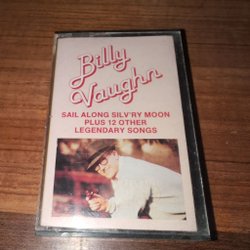 Billy
Vaughn
SAIL ALONG SILV'RY MOON
PLUS 12 OTHER
LEGENDARY SONGS